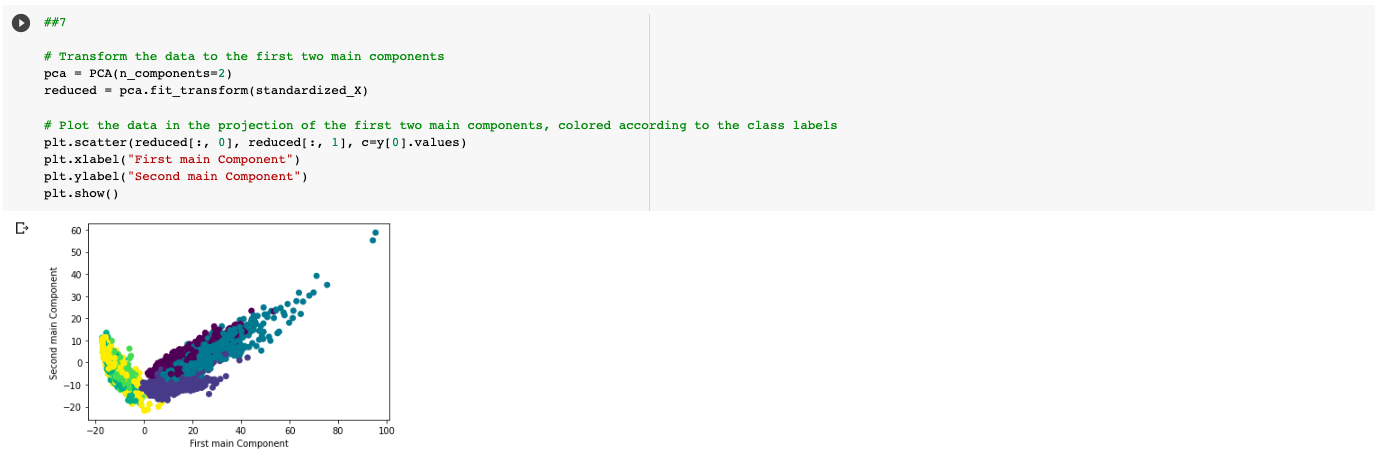 ##7
# Transform the data to the first two main components
pca = PCA(n_components=2)
reduced = pca.fit_transform(standardized_X)
# Plot the data in the projection of the first two main components, colored according to the class labels
plt.scatter(reduced[:, 0], reduced[:, 1], c=y[0].values)
plt.xlabel("First main Component")
plt.ylabel("Second main Component")
plt.show()
Second main Component
60
50
40
30
20
10
0
−10
−20
−20 0 20 40 60 80 100
First main Component